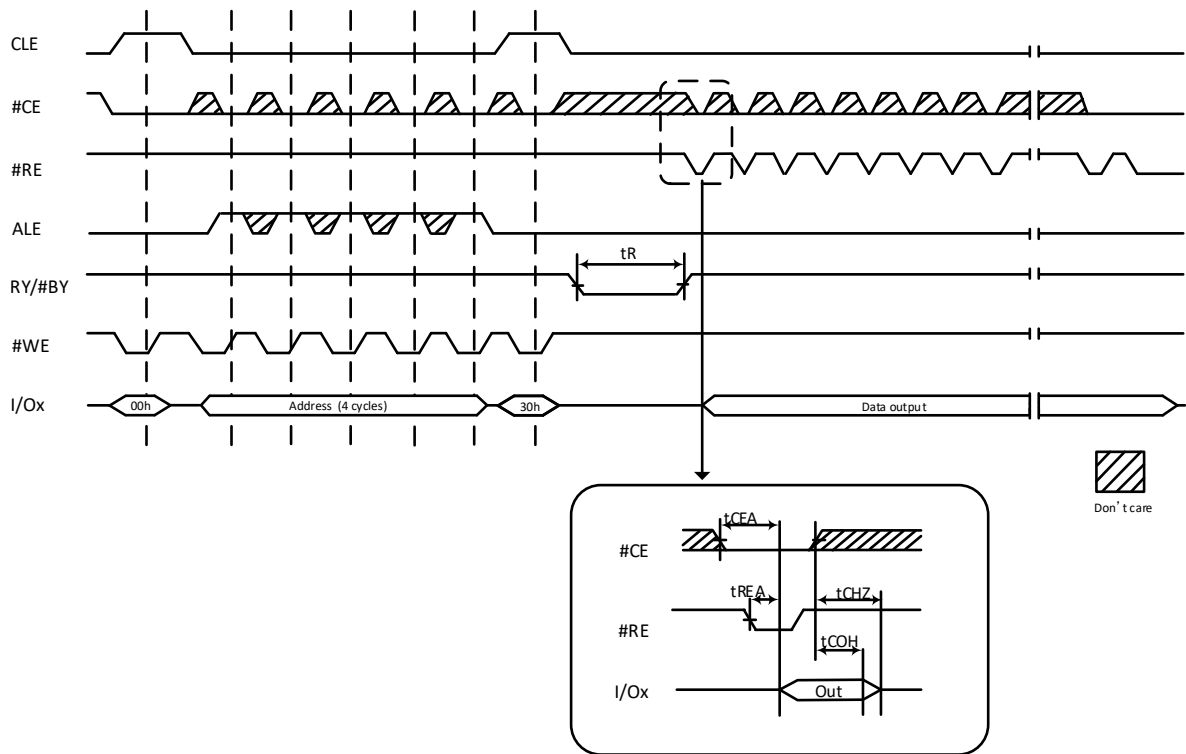 CLE
#CE
#RE
ALE
tR
RY/#BY
#WE
I/Ox
00h
Address (4 cycles)
30h
Data output
Don't care
tCEA
#CE
tREA
tCHZ
#RE
tCOH
I/Ox
Out